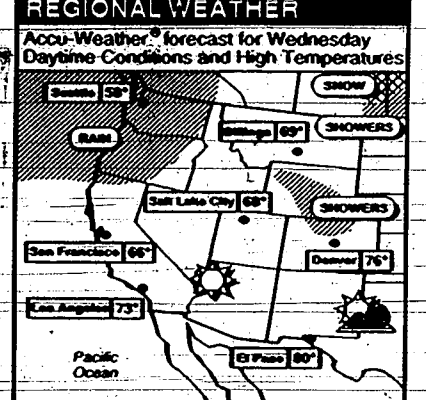 REGIONAL WEATHER
Accu-Weather® forecast for Wednesday
Daytime Conditions and High Temperatures
SNOW
Seattle 58°
SHOWERS
Billings 69°
RAIN
Salt Lake City 68°
SHOWERS
San Francisco 66°
Denver 76°
Los Angeles 73°
Pacific
Ocean
El Paso 80°